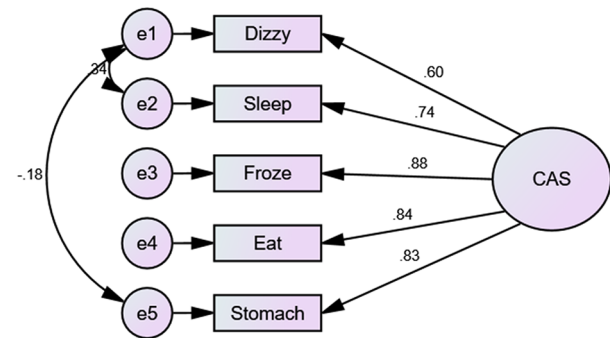 e1
Dizzy
.34
.60
e2
Sleep
.74
-.18
e3
Froze
.88
CAS
e4
Eat
.84
e5
Stomach
.83